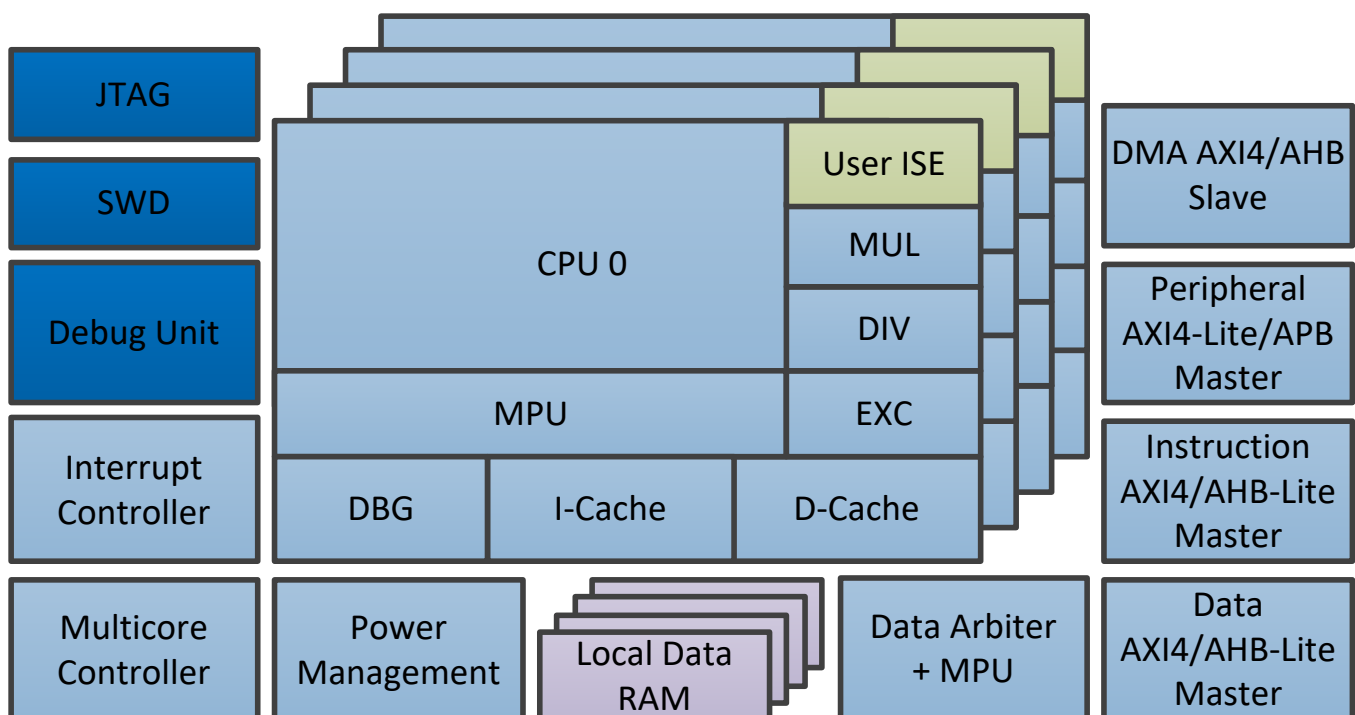 JTAG
SWD
Debug Unit
Interrupt
Controller
Multicore
Controller
CPU 0
User ISE
MUL
DIV
MPU
EXC
DBG
I-Cache
D-Cache
Power
Management
Local Data
RAM
Data Arbiter
+ MPU
DMA AXI4/AHB
Slave
Peripheral
AXI4-Lite/APB
Master
Instruction
AXI4/AHB-Lite
Master
Data
AXI4/AHB-Lite
Master